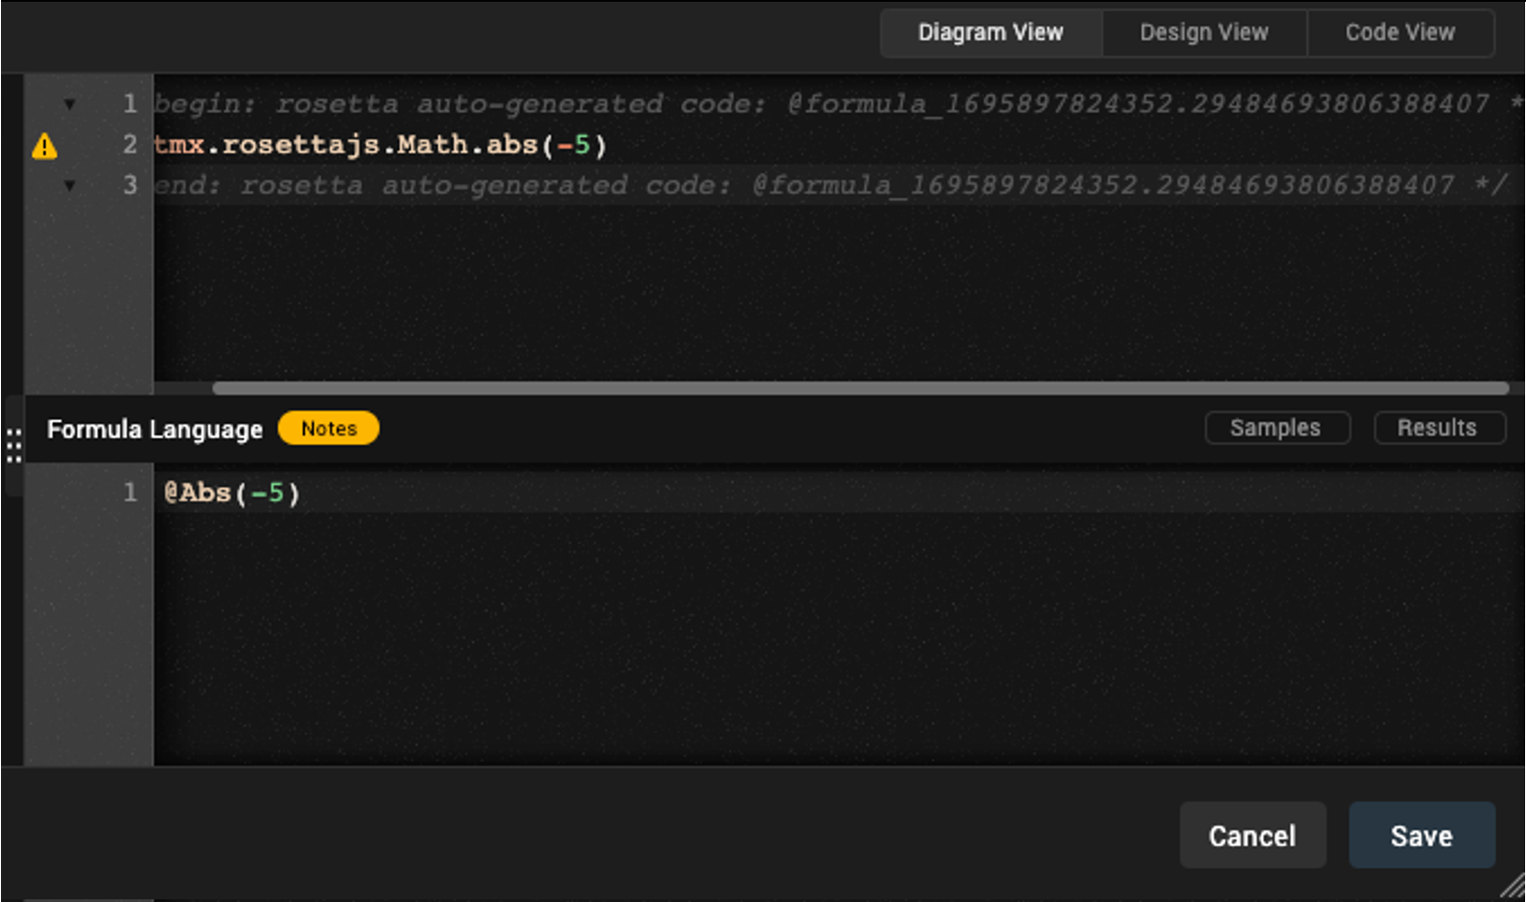 Diagram View Design View Code View
1 begin: rosetta auto-generated code: @formula_1695897824352.29484693806388407 *
2 tmx.rosettajs.Math.abs(-5)
3 end: rosetta auto-generated code: @formula_1695897824352.29484693806388407 */
Formula Language Notes Samples Results
1 @Abs(-5)
Cancel Save